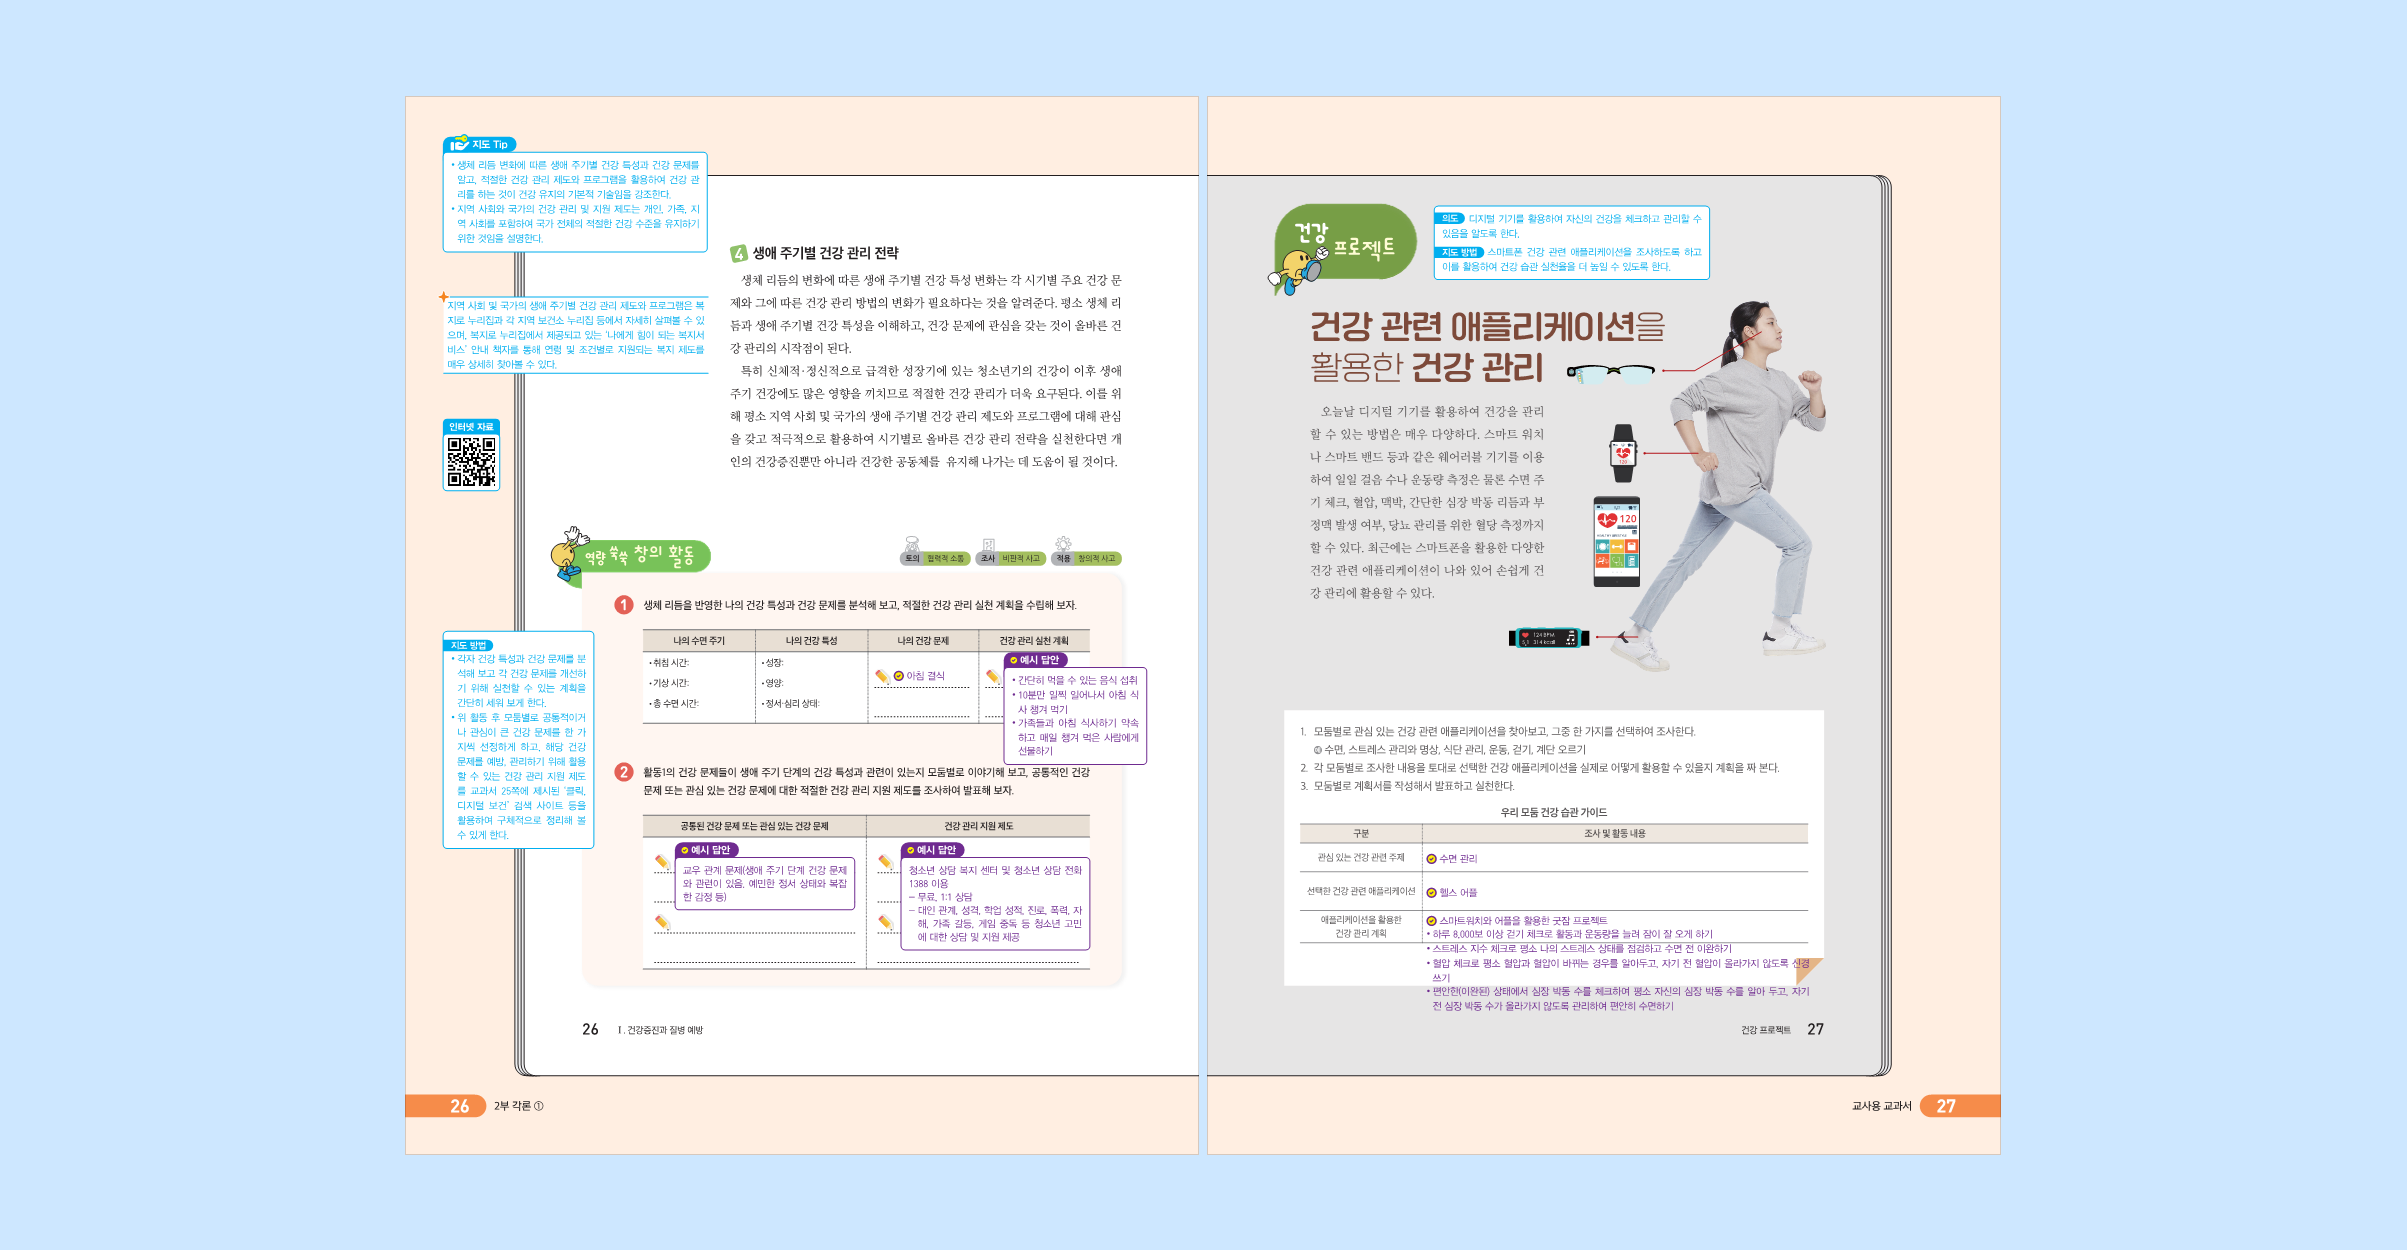 지도 Tip
• 생체 리듬 변화에 따른 생애 주기별 건강 특성과 건강 문제를
알고, 적절한 건강 관리 제도와 프로그램을 활용하여 건강 관
리를 하는 것이 건강 유지의 기본적 기술임을 강조한다.
• 지역 사회와 국가의 건강 관리 및 지원 제도는 개인, 가족, 지
역 사회를 포함하여 국가 전체의 적절한 건강 수준을 유지하기
위한 것임을 설명한다.
지역 사회 및 국가의 생애 주기별 건강 관리 제도와 프로그램은 복
지로 누리집과 각 지역 보건소 누리집 등에서 자세히 살펴볼 수 있
으며, 복지로 누리집에서 제공되고 있는 ‘나에게 힘이 되는 복지서
비스’ 안내 책자를 통해 연령 및 조건별로 지원되는 복지 제도를
매우 상세히 찾아볼 수 있다.
인터넷 자료
4 생애 주기별 건강 관리 전략
생체 리듬의 변화에 따른 생애 주기별 건강 특성 변화는 각 시기별 주요 건강 문
제와 그에 따른 건강 관리 방법의 변화가 필요하다는 것을 알려준다. 평소 생체 리
듬과 생애 주기별 건강 특성을 이해하고, 건강 문제에 관심을 갖는 것이 올바른 건
강 관리의 시작점이 된다.
특히 신체적·정신적으로 급격한 성장기에 있는 청소년기의 건강이 이후 생애
주기 건강에도 많은 영향을 끼치므로 적절한 건강 관리가 더욱 요구된다. 이를 위
해 평소 지역 사회 및 국가의 생애 주기별 건강 관리 제도와 프로그램에 대해 관심
을 갖고 적극적으로 활용하여 시기별로 올바른 건강 관리 전략을 실천한다면 개
인의 건강증진뿐만 아니라 건강한 공동체를 유지해 나가는 데 도움이 될 것이다.
역량 쑥쑥 창의 활동
토의 협력적 소통 조사 비판적 사고 적용 창의적 사고
1 생체 리듬을 반영한 나의 건강 특성과 건강 문제를 분석해 보고, 적절한 건강 관리 실천 계획을 수립해 보자.
나의 수면 주기 나의 건강 특성 나의 건강 문제 건강 관리 실천 계획
• 취침 시간: • 성장:
• 기상 시간: • 영양:
• 총 수면 시간: • 정서·심리 상태:
아침 결식
예시 답안
• 간단히 먹을 수 있는 음식 섭취
• 10분만 일찍 일어나서 아침 식
사 챙겨 먹기
• 가족들과 아침 식사하기 약속
하고 매일 챙겨 먹은 사람에게
선물하기
지도 방법
• 각자 건강 특성과 건강 문제를 분
석해 보고 각 건강 문제를 개선하
기 위해 실천할 수 있는 계획을
간단히 세워 보게 한다.
• 위 활동 후 모둠별로 공통적이거
나 관심이 큰 건강 문제를 한 가
지씩 선정하게 하고, 해당 건강
문제를 예방, 관리하기 위해 활용
할 수 있는 건강 관리 지원 제도
를 교과서 25쪽에 제시된 ‘클릭,
디지털 보건’ 검색 사이트 등을
활용하여 구체적으로 정리해 볼
수 있게 한다.
2 활동1의 건강 문제들이 생애 주기 단계의 건강 특성과 관련이 있는지 모둠별로 이야기해 보고, 공통적인 건강
문제 또는 관심 있는 건강 문제에 대한 적절한 건강 관리 지원 제도를 조사하여 발표해 보자.
공통된 건강 문제 또는 관심 있는 건강 문제 건강 관리 지원 제도
예시 답안
교우 관계 문제(생애 주기 단계 건강 문제
와 관련이 있음, 예민한 정서 상태와 복잡
한 감정 등)
예시 답안
청소년 상담 복지 센터 및 청소년 상담 전화
1388 이용
– 무료, 1:1 상담
– 대인 관계, 성격, 학업 성적, 진로, 폭력, 자
해, 가족 갈등, 게임 중독 등 청소년 고민
에 대한 상담 및 지원 제공
26 Ⅰ. 건강증진과 질병 예방
26 2부 각론 ①
건강 프로젝트
의도 디지털 기기를 활용하여 자신의 건강을 체크하고 관리할 수
있음을 알도록 한다.
지도 방법 스마트폰 건강 관련 애플리케이션을 조사하도록 하고
이를 활용하여 건강 습관 실천율을 더 높일 수 있도록 한다.
건강 관련 애플리케이션을
활용한 건강 관리
오늘날 디지털 기기를 활용하여 건강을 관리
할 수 있는 방법은 매우 다양하다. 스마트 워치
나 스마트 밴드 등과 같은 웨어러블 기기를 이용
하여 일일 걸음 수나 운동량 측정은 물론 수면 주
기 체크, 혈압, 맥박, 간단한 심장 박동 리듬과 부
정맥 발생 여부, 당뇨 관리를 위한 혈당 측정까지
할 수 있다. 최근에는 스마트폰을 활용한 다양한
건강 관련 애플리케이션이 나와 있어 손쉽게 건
강 관리에 활용할 수 있다.
120
120
124 BPM
314 kcal
1. 모둠별로 관심 있는 건강 관련 애플리케이션을 찾아보고, 그중 한 가지를 선택하여 조사한다.
예 수면, 스트레스 관리와 명상, 식단 관리, 운동, 걷기, 계단 오르기
2. 각 모둠별로 조사한 내용을 토대로 선택한 건강 애플리케이션을 실제로 어떻게 활용할 수 있을지 계획을 짜 본다.
3. 모둠별로 계획서를 작성해서 발표하고 실천한다.
우리 모둠 건강 습관 가이드
구분 조사 및 활동 내용
관심 있는 건강 관련 주제 수면 관리
선택한 건강 관련 애플리케이션 헬스 어플
애플리케이션을 활용한
건강 관리 계획
스마트워치와 어플을 활용한 굿잠 프로젝트
• 하루 8,000보 이상 걷기 체크로 활동과 운동량을 늘려 잠이 잘 오게 하기
• 스트레스 지수 체크로 평소 나의 스트레스 상태를 점검하고 수면 전 이완하기
• 혈압 체크로 평소 혈압과 혈압이 바뀌는 경우를 알아두고, 자기 전 혈압이 올라가지 않도록 신경
쓰기
• 편안한(이완된) 상태에서 심장 박동 수를 체크하여 평소 자신의 심장 박동 수를 알아 두고, 자기
전 심장 박동 수가 올라가지 않도록 관리하여 편안히 수면하기
건강 프로젝트 27
교사용 교과서 27